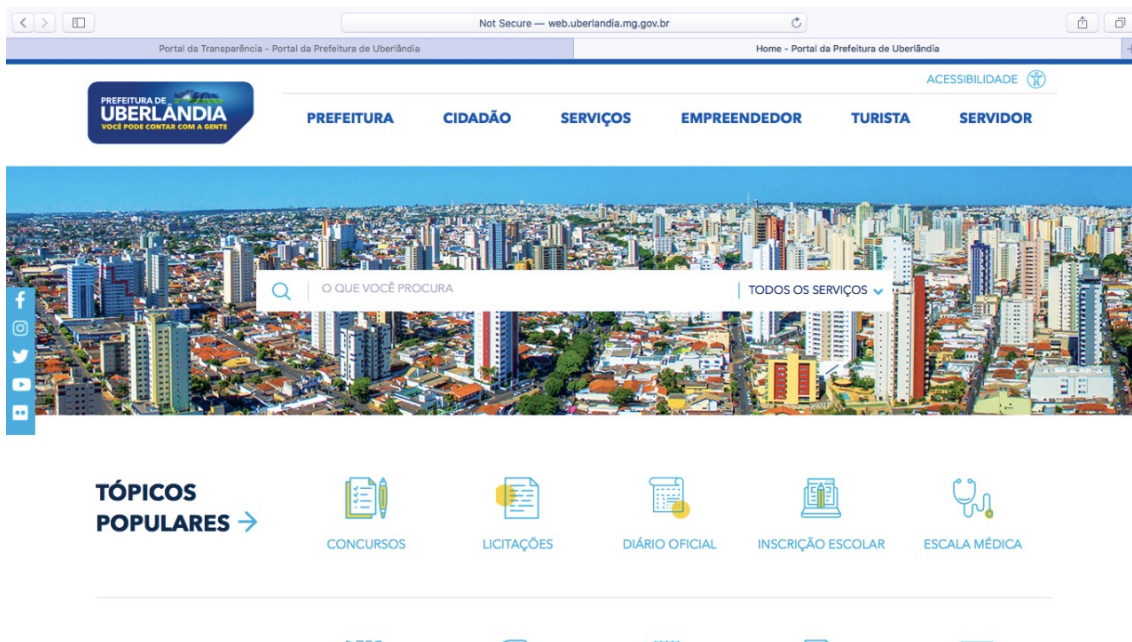 Not Secure — web.uberlandia.mg.gov.br
Portal da Transparência - Portal da Prefeitura de Uberlândia
Home - Portal da Prefeitura de Uberlândia
ACESSIBILIDADE
PREFEITURA DE
UBERLÂNDIA
VOCÊ PODE CONTAR COM A GENTE
PREFEITURA CIDADÃO SERVIÇOS EMPREENDEDOR TURISTA SERVIDOR
O QUE VOCÊ PROCURA
TODOS OS SERVIÇOS
TÓPICOS
POPULARES
CONCURSOS LICITAÇÕES DIÁRIO OFICIAL INSCRIÇÃO ESCOLAR ESCALA MÉDICA